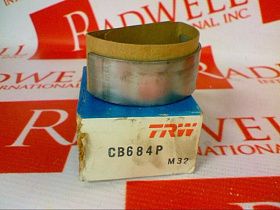 RADWELL
INTERNATIONAL INC
TRW
CB684P
M32